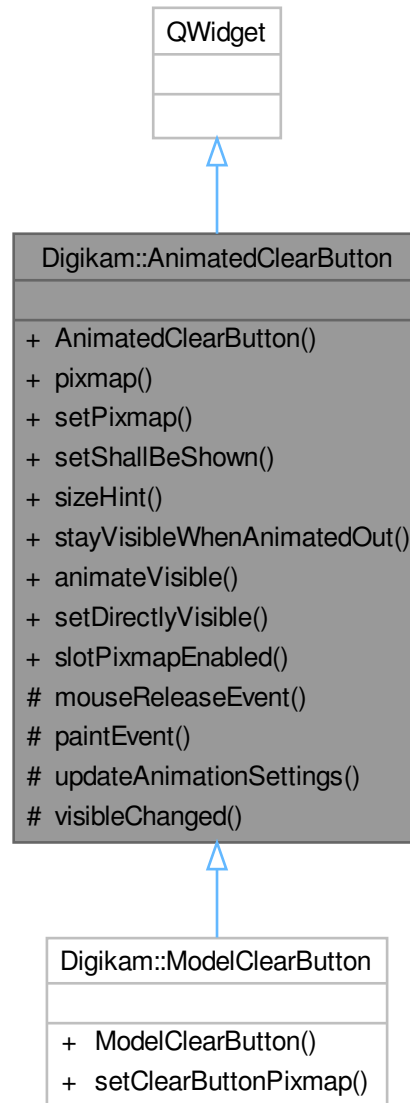 QWidget
Digikam::AnimatedClearButton
+ AnimatedClearButton()
+ pixmap()
+ setPixmap()
+ setShallBeShown()
+ sizeHint()
+ stayVisibleWhenAnimatedOut()
+ animateVisible()
+ setDirectlyVisible()
+ slotPixmapEnabled()
# mouseReleaseEvent()
# paintEvent()
# updateAnimationSettings()
# visibleChanged()
Digikam::ModelClearButton
+ ModelClearButton()
+ setClearButtonPixmap()